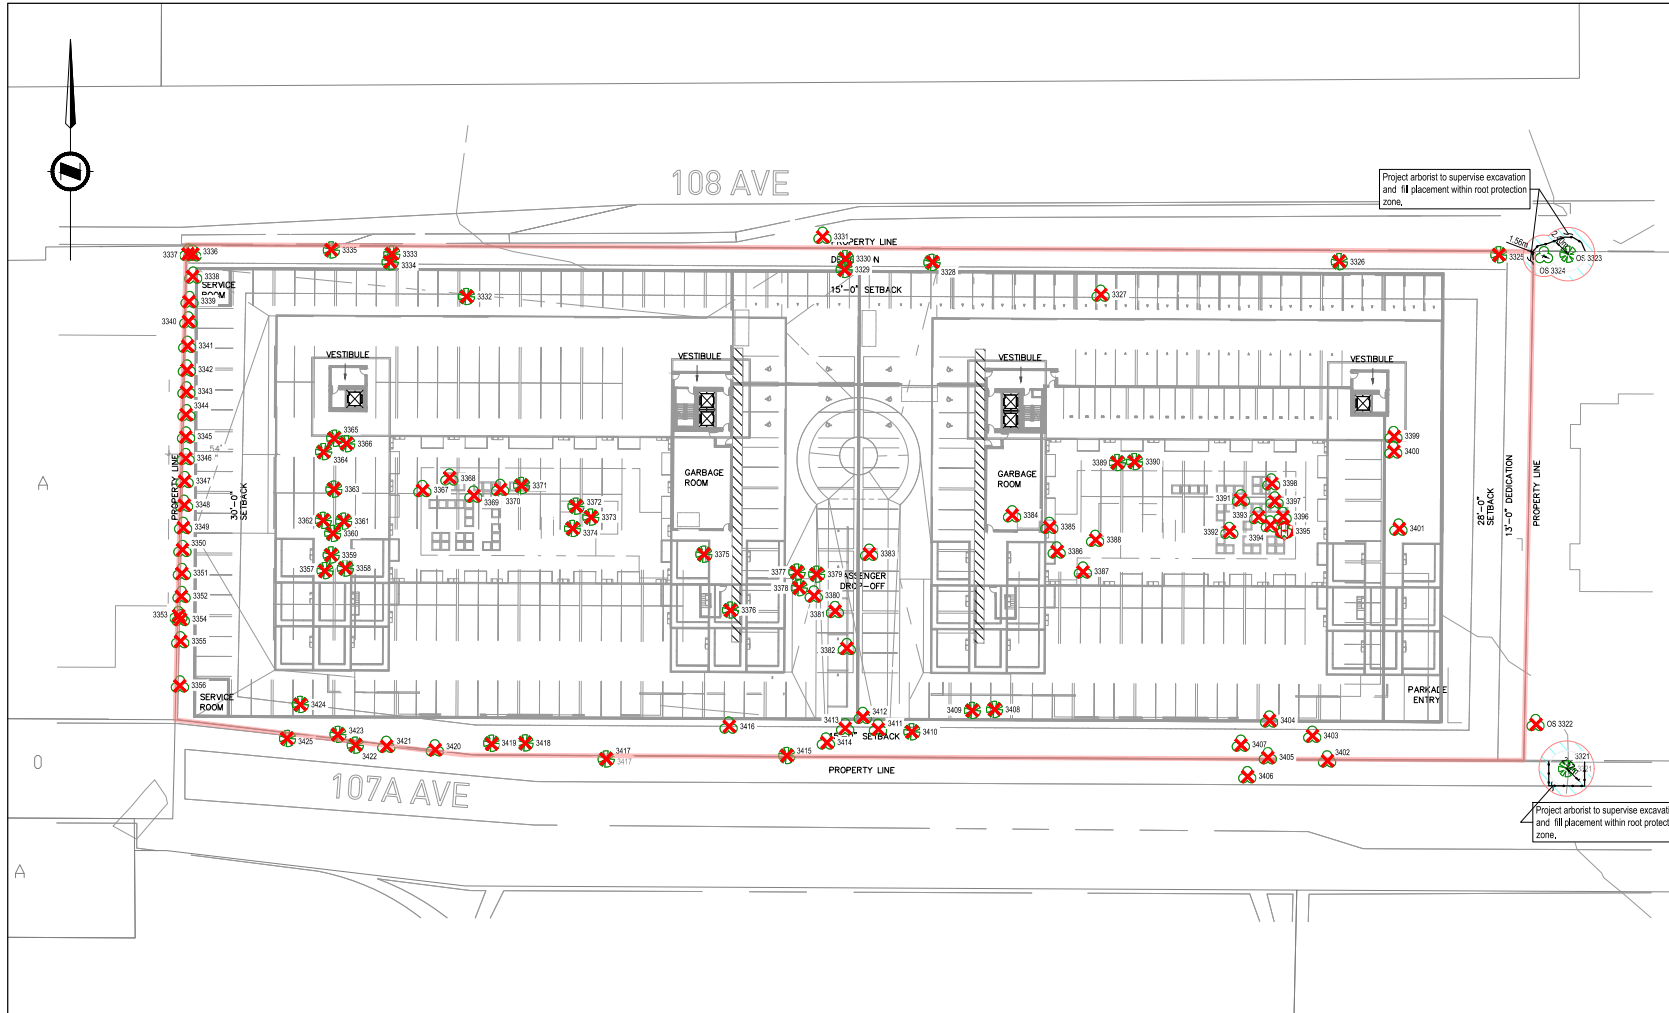 Project arborist to supervise excavation
and fill placement within root protection
zone.
108 AVE
1.56m
OS 3323
OS 3324
3325
3326
3327
3328
3329
3330
3331
PROPERTY LINE
15'-0" SETBACK
3332
3333
3334
3335
3336
3337
3338
SERVICE
ROOM
3339
3340
3341
3342
3343
3344
3345
54'
3346
3347
3348
3349
3350
3351
3352
3353
3354
3355
3356
PROPERTY LINE
30'-0"
SETBACK
VESTIBULE
VESTIBULE
VESTIBULE
VESTIBULE
3365
3366
3364
3363
3362
3361
3360
3359
3357
3358
3367
3368
3369
3370
3371
3372
3373
3374
GARBAGE
ROOM
3375
3376
3377
3379
3378
3380
3381
3382
3383
DROP-OFF
GARBAGE
ROOM
3384
3385
3386
3387
3388
3389
3390
3391
3392
3393
3394
3395
3396
3397
3398
3399
3400
3401
28'-0"
SETBACK
13'-0" DEDICATION
PROPERTY LINE
A
SERVICE
ROOM
PARKADE
ENTRY
3424
3423
3425
3422
3421
3420
3419
3418
3417
3417
3416
3415
3414
3413
3412
3411
3410
3409
3408
SETBACK
PROPERTY LINE
3407
3406
3405
3404
3403
3402
OS 3322
3321
3321
107A AVE
O
A
Project arborist to supervise
and fill placement within root
zone.